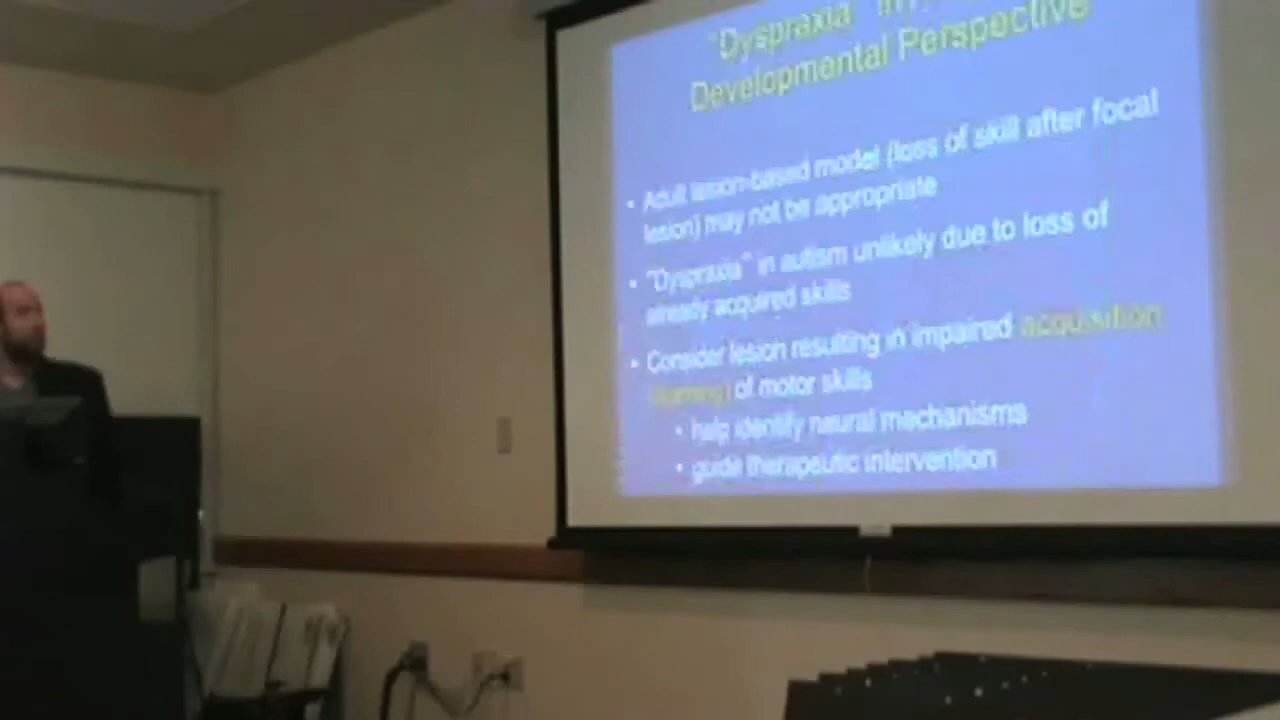 "Dyspraxia" in
Developmental Perspective
• Adult lesion-based model (loss of skill after focal
lesion) may not be appropriate
• "Dyspraxia" in autism unlikely due to loss of
already acquired skills
• Consider lesion resulting in impaired acquisition
(learning) of motor skills
• help identify neural mechanisms
• guide therapeutic intervention